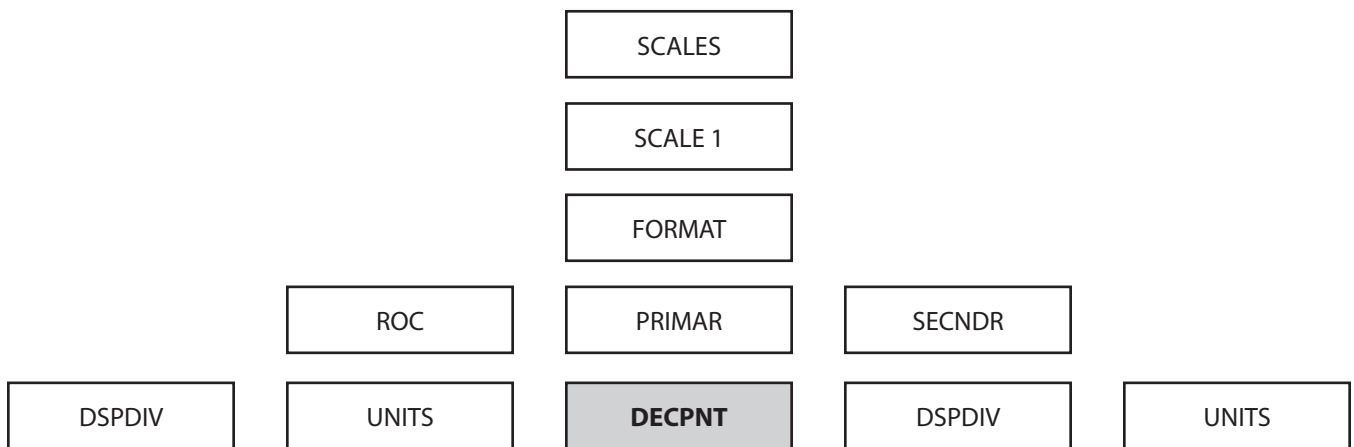 SCALES
SCALE 1
FORMAT
ROC PRIMAR SECNDR
DSPDIV UNITS DECPNT DSPDIV UNITS